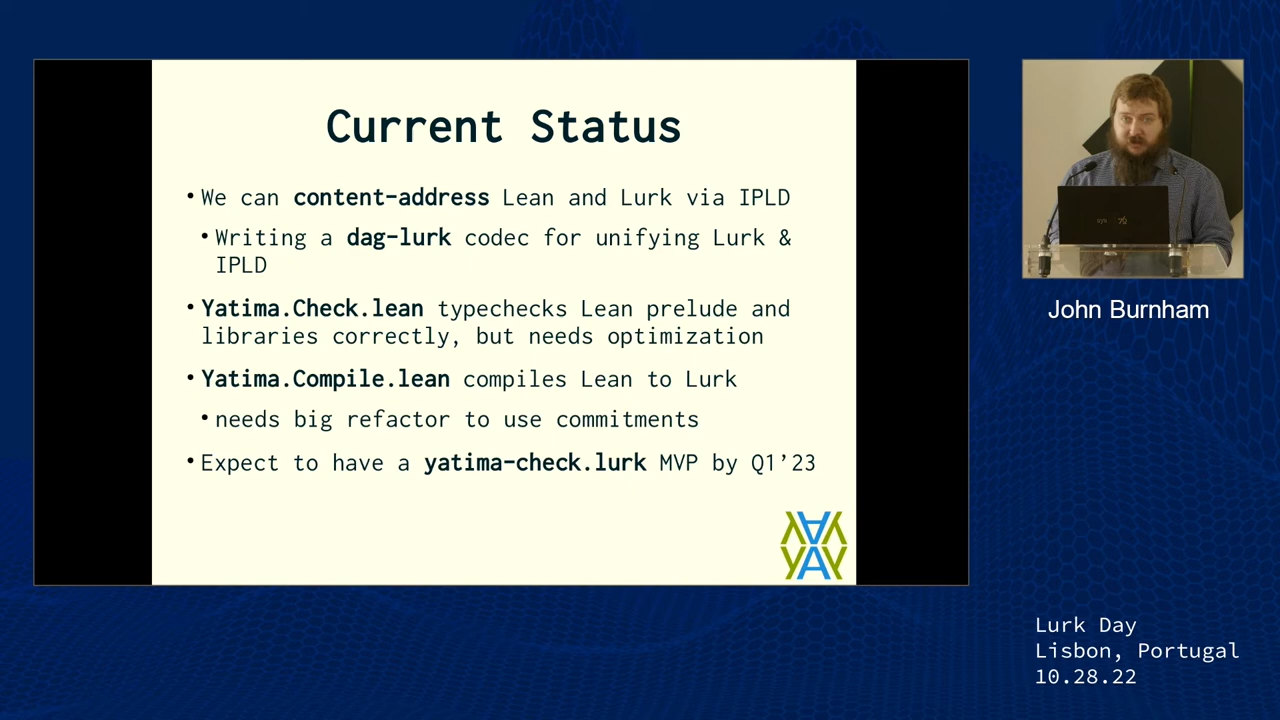 Current Status
• We can content-address Lean and Lurk via IPLD
• Writing a dag-lurk codec for unifying Lurk &
IPLD
• Yatima.Check.lean typechecks Lean prelude and
libraries correctly, but needs optimization
• Yatima.Compile.lean compiles Lean to Lurk
• needs big refactor to use commitments
• Expect to have a yatima-check.lurk MVP by Q1’23
John Burnham
Lurk Day
Lisbon, Portugal
10.28.22